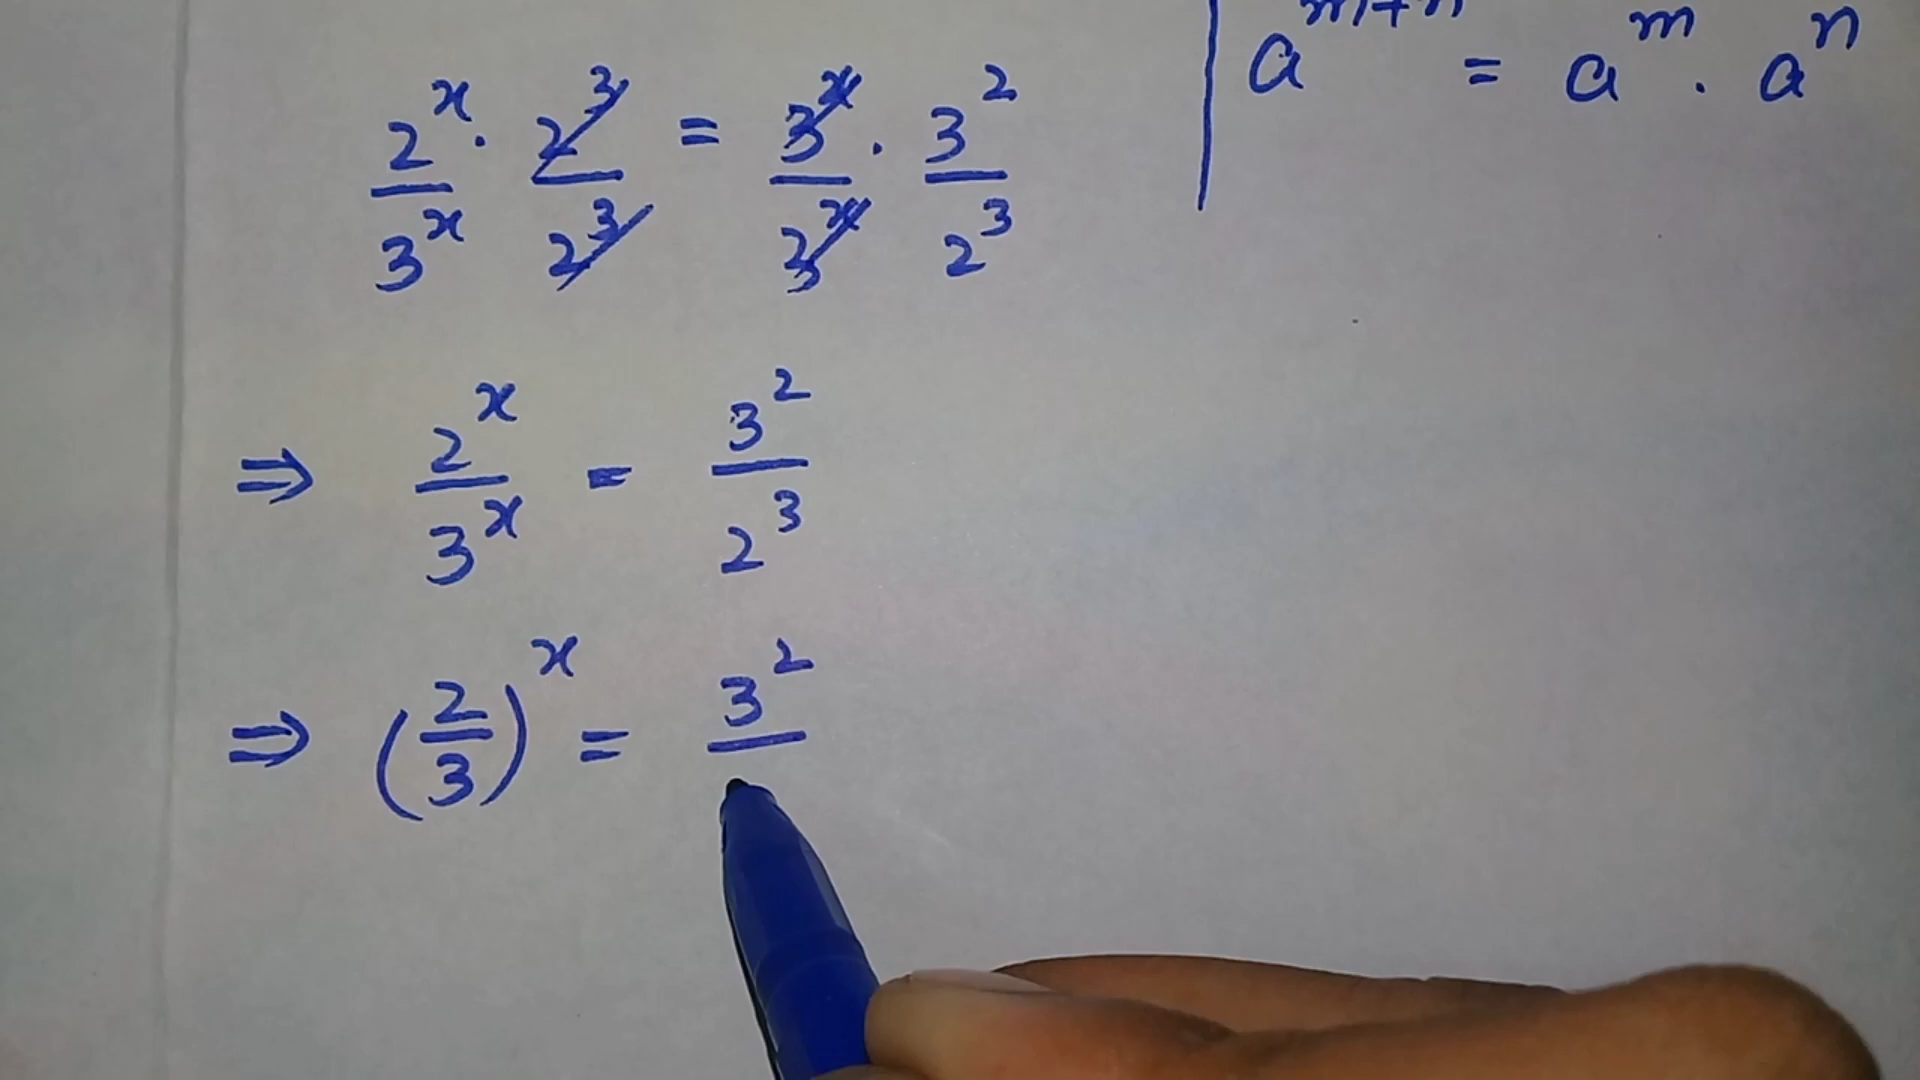 a^{m+n} = a^m . a^n
2^x/3^x . 2^3/2^3 = 3^x/3^x . 3^2/2^3
⇒ 2^x/3^x = 3^2/2^3
⇒ (2/3)^x = 3^2/